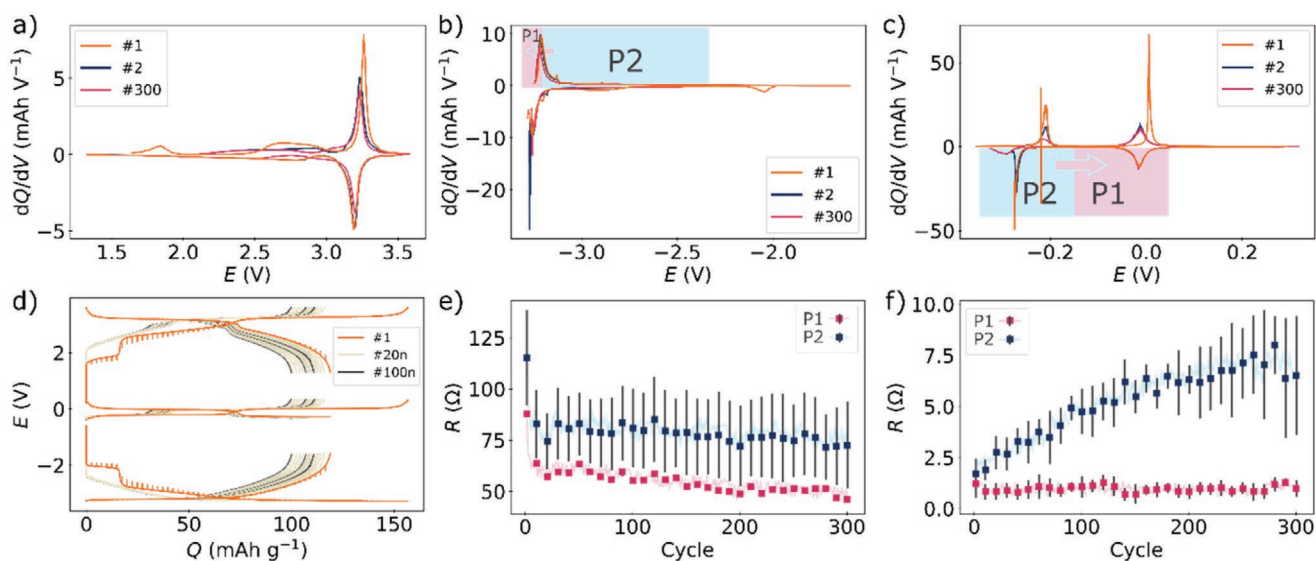 a)
#1
#2
#300
dQ/dV (mAh V⁻¹)
5
0
−5
1.5 2.0 2.5 3.0 3.5
E (V)
b)
P1
P2
#1
#2
#300
dQ/dV (mAh V⁻¹)
10
0
−10
−20
−3.0 −2.5 −2.0
E (V)
c)
#1
#2
#300
P2
P1
dQ/dV (mAh V⁻¹)
50
0
−50
−0.2 0.0 0.2
E (V)
d)
#1
#20n
#100n
E (V)
2
0
−2
0 50 100 150
Q (mAh g⁻¹)
e)
P1
P2
R (Ω)
125
100
75
50
0 100 200 300
Cycle
f)
P1
P2
R (Ω)
10.0
7.5
5.0
2.5
0.0
0 100 200 300
Cycle